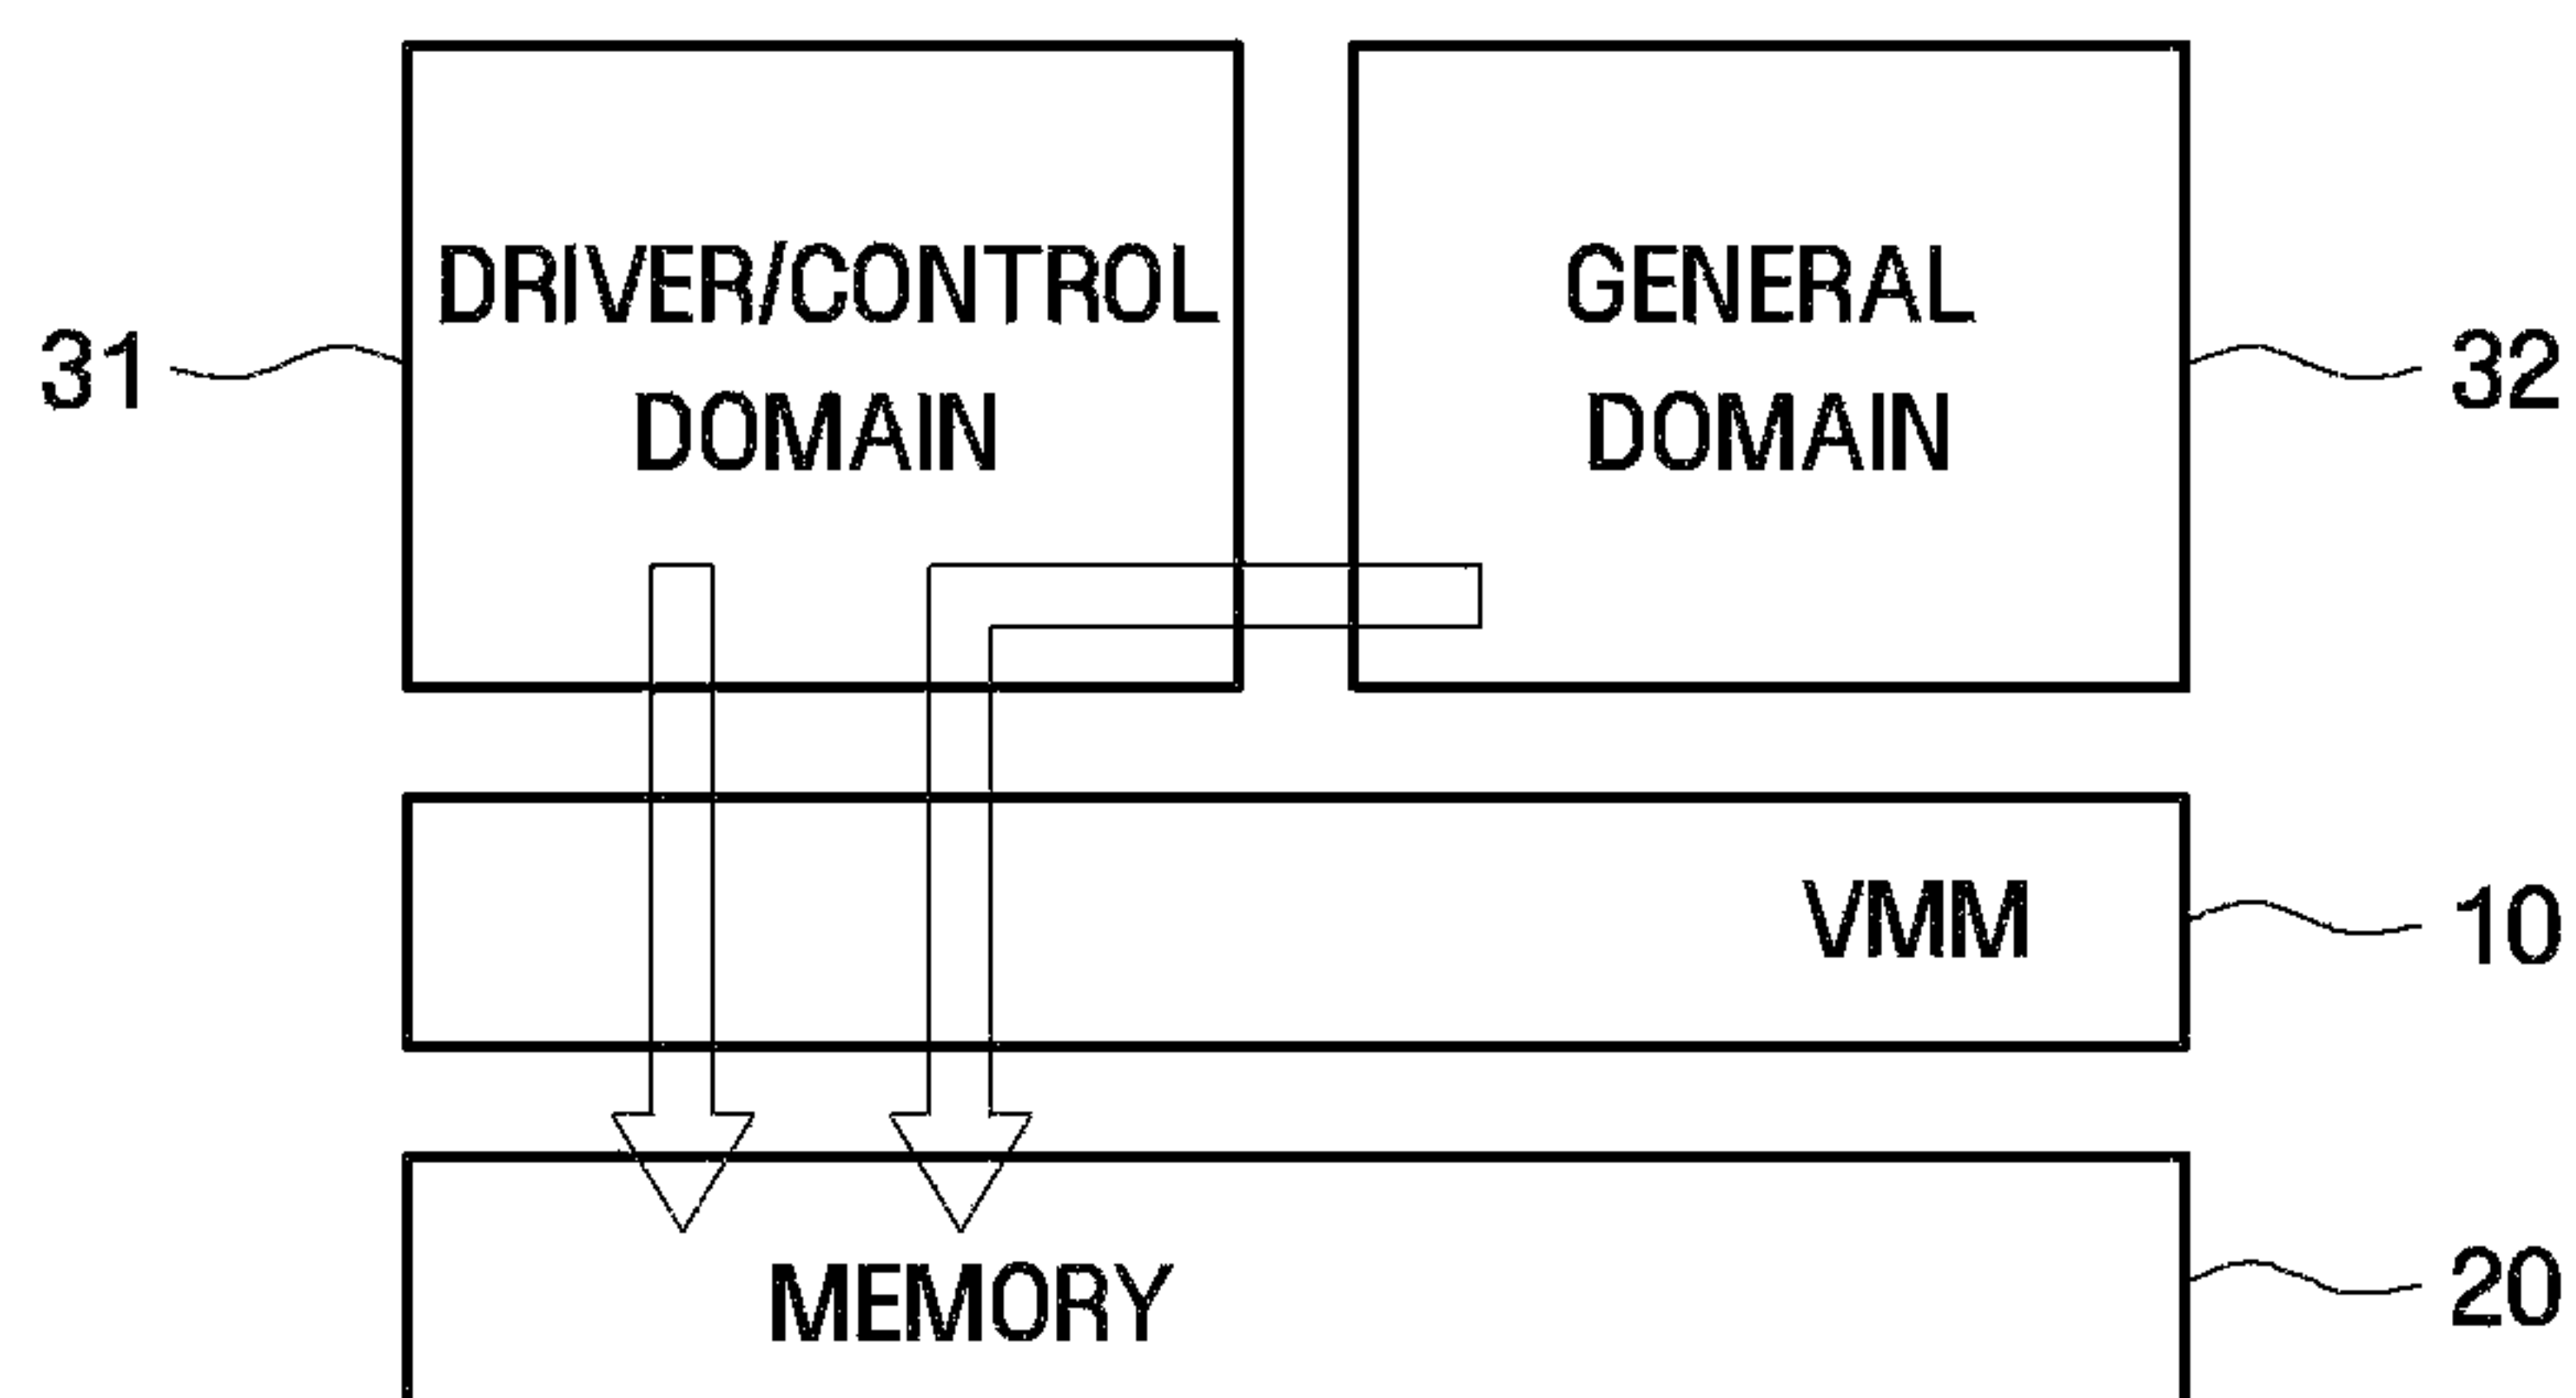 DRIVER/CONTROL
DOMAIN
GENERAL
DOMAIN
31
32
VMM
10
MEMORY
20